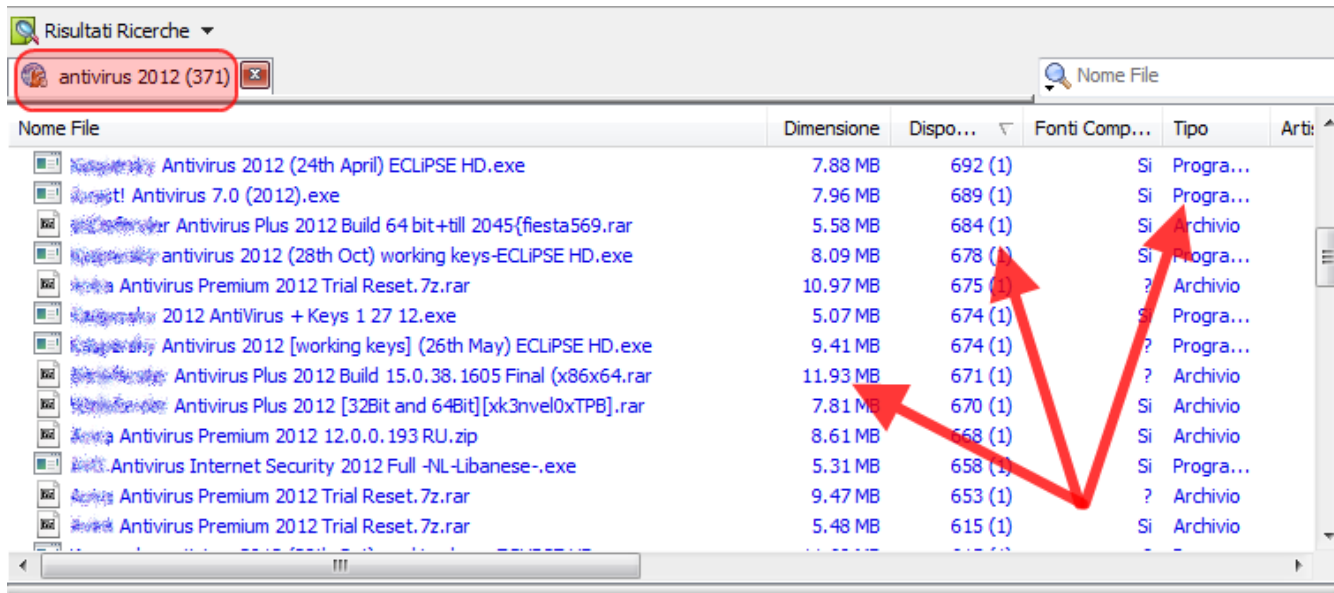 Risultati Ricerche
antivirus 2012 (371)
Nome File
Nome File Dimensione Dispo... Fonti Comp... Tipo
Antivirus 2012 (24th April) ECLiPSE HD.exe 7.88 MB 692 (1) Si Progra...
t! Antivirus 7.0 (2012).exe 7.96 MB 689 (1) Si Progra...
r Antivirus Plus 2012 Build 64 bit+till 2045{fiesta569.rar 5.58 MB 684 (1) Si Archivio
antivirus 2012 (28th Oct) working keys-ECLiPSE HD.exe 8.09 MB 678 (1) Si Progra...
a Antivirus Premium 2012 Trial Reset.7z.rar 10.97 MB 675 (1) ? Archivio
2012 AntiVirus + Keys 1 27 12.exe 5.07 MB 674 (1) Si Progra...
Antivirus 2012 [working keys] (26th May) ECLiPSE HD.exe 9.41 MB 674 (1) ? Progra...
Antivirus Plus 2012 Build 15.0.38.1605 Final (x86x64.rar 11.93 MB 671 (1) ? Archivio
Antivirus Plus 2012 [32Bit and 64Bit][xk3nvel0xTPB].rar 7.81 MB 670 (1) Si Archivio
a Antivirus Premium 2012 12.0.0.193 RU.zip 8.61 MB 668 (1) Si Archivio
.Antivirus Internet Security 2012 Full -NL-Libanese-.exe 5.31 MB 658 (1) Si Progra...
Antivirus Premium 2012 Trial Reset.7z.rar 9.47 MB 653 (1) ? Archivio
Antivirus Premium 2012 Trial Reset.7z.rar 5.48 MB 615 (1) Si Archivio